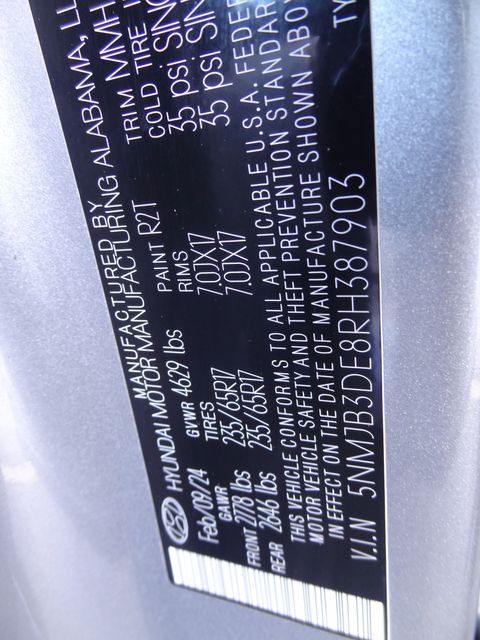 MANUFACTURED BY
HYUNDAI MOTOR MANUFACTURING ALABAMA, LL
Feb/09/24 GVWR 4629 lbs PAINT R2T TRIM MMH
GAWR TIRES RIMS COLD TIRE
FRONT 2778 lbs 235/65R17 7.0JX17 35 psi SING
REAR 2646 lbs 235/65R17 7.0JX17 35 psi SIN
THIS VEHICLE CONFORMS TO ALL APPLICABLE U.S.A. FEDE
MOTOR VEHICLE SAFETY AND THEFT PREVENTION STANDAR
IN EFFECT ON THE DATE OF MANUFACTURE SHOWN ABO
V.I.N 5NMJB3DE8RH387903 TY